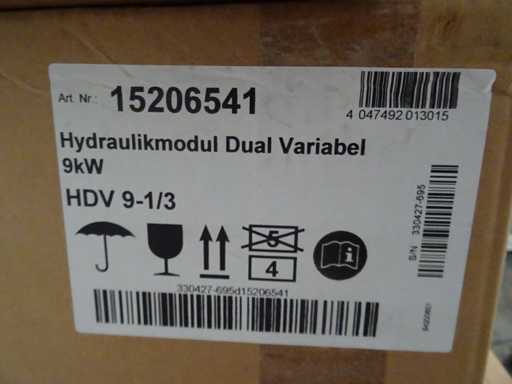 Art. Nr.: 15206541
4 047492 013015
Hydraulikmodul Dual Variabel
9kW
HDV 9-1/3
5
4
S/N 330427-695
330427-695d15206541